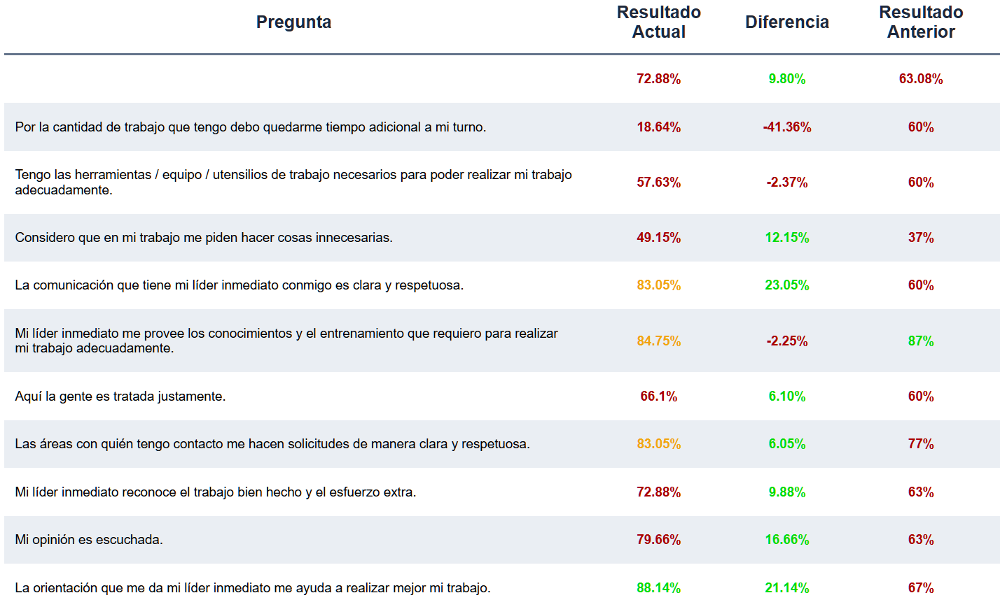 Pregunta
Resultado
Actual
Diferencia
Resultado
Anterior
72.88% 9.80% 63.08%
Por la cantidad de trabajo que tengo debo quedarme tiempo adicional a mi turno. 18.64% -41.36% 60%
Tengo las herramientas / equipo / utensilios de trabajo necesarios para poder realizar mi trabajo
adecuadamente. 57.63% -2.37% 60%
Considero que en mi trabajo me piden hacer cosas innecesarias. 49.15% 12.15% 37%
La comunicación que tiene mi líder inmediato conmigo es clara y respetuosa. 83.05% 23.05% 60%
Mi líder inmediato me provee los conocimientos y el entrenamiento que requiero para realizar
mi trabajo adecuadamente. 84.75% -2.25% 87%
Aquí la gente es tratada justamente. 66.1% 6.10% 60%
Las áreas con quién tengo contacto me hacen solicitudes de manera clara y respetuosa. 83.05% 6.05% 77%
Mi líder inmediato reconoce el trabajo bien hecho y el esfuerzo extra. 72.88% 9.88% 63%
Mi opinión es escuchada. 79.66% 16.66% 63%
La orientación que me da mi líder inmediato me ayuda a realizar mejor mi trabajo. 88.14% 21.14% 67%